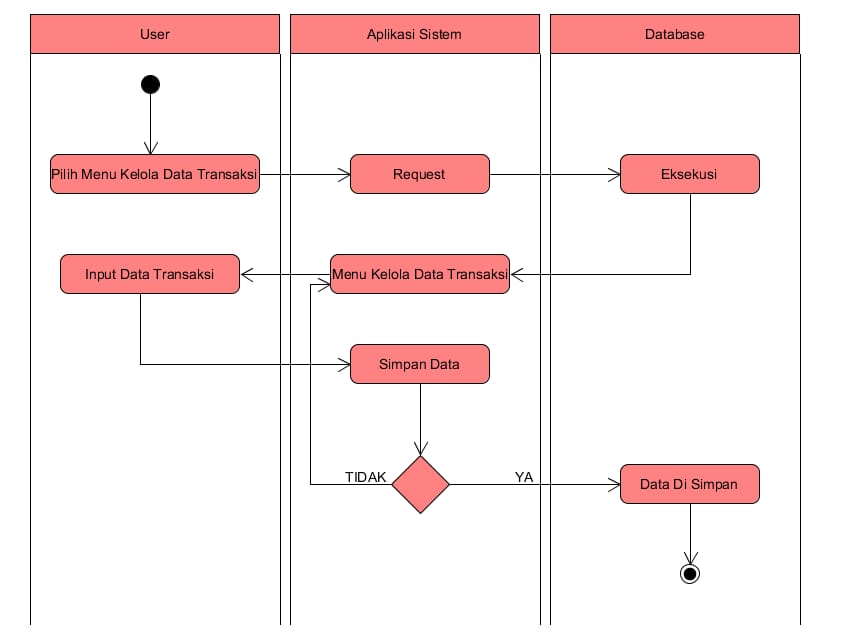 User
Aplikasi Sistem
Database
Pilih Menu Kelola Data Transaksi
Request
Eksekusi
Input Data Transaksi
Menu Kelola Data Transaksi
Simpan Data
TIDAK
YA
Data Di Simpan